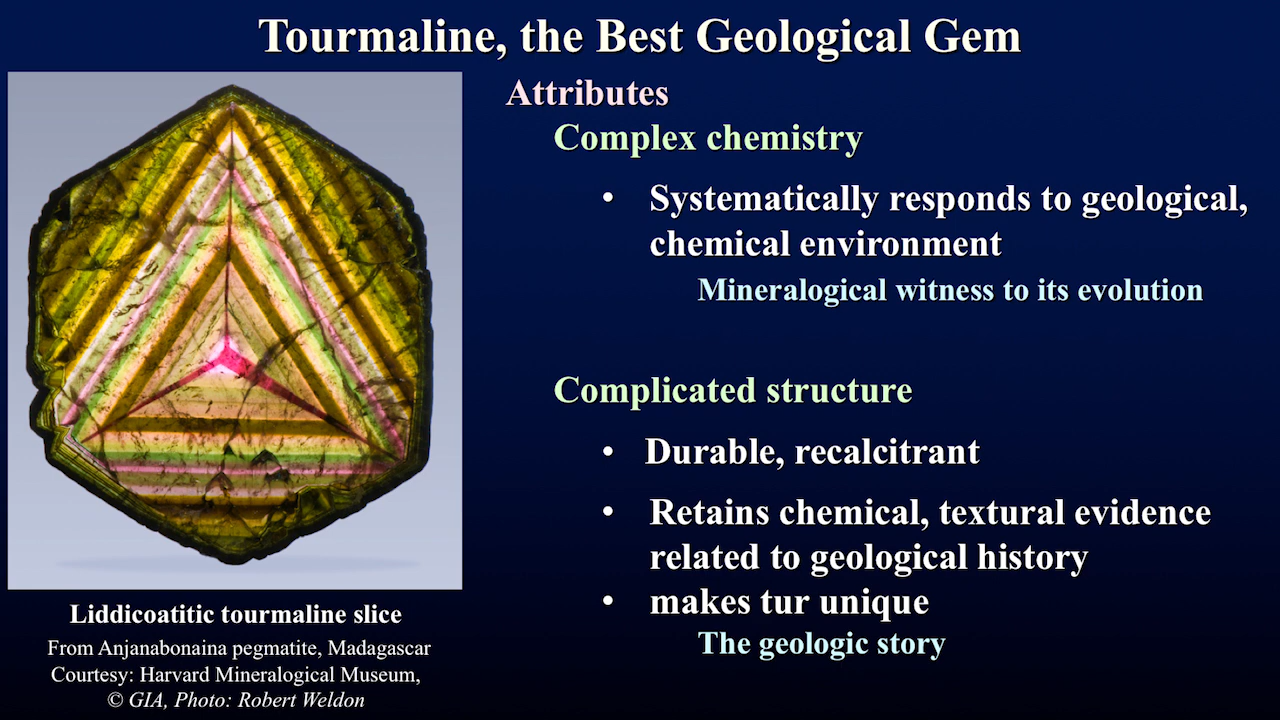 Tourmaline, the Best Geological Gem
Attributes
Complex chemistry
• Systematically responds to geological,
chemical environment
Mineralogical witness to its evolution
Complicated structure
• Durable, recalcitrant
• Retains chemical, textural evidence
related to geological history
• makes tur unique
The geologic story
Liddicoatitic tourmaline slice
From Anjanabonaina pegmatite, Madagascar
Courtesy: Harvard Mineralogical Museum,
© GIA, Photo: Robert Weldon